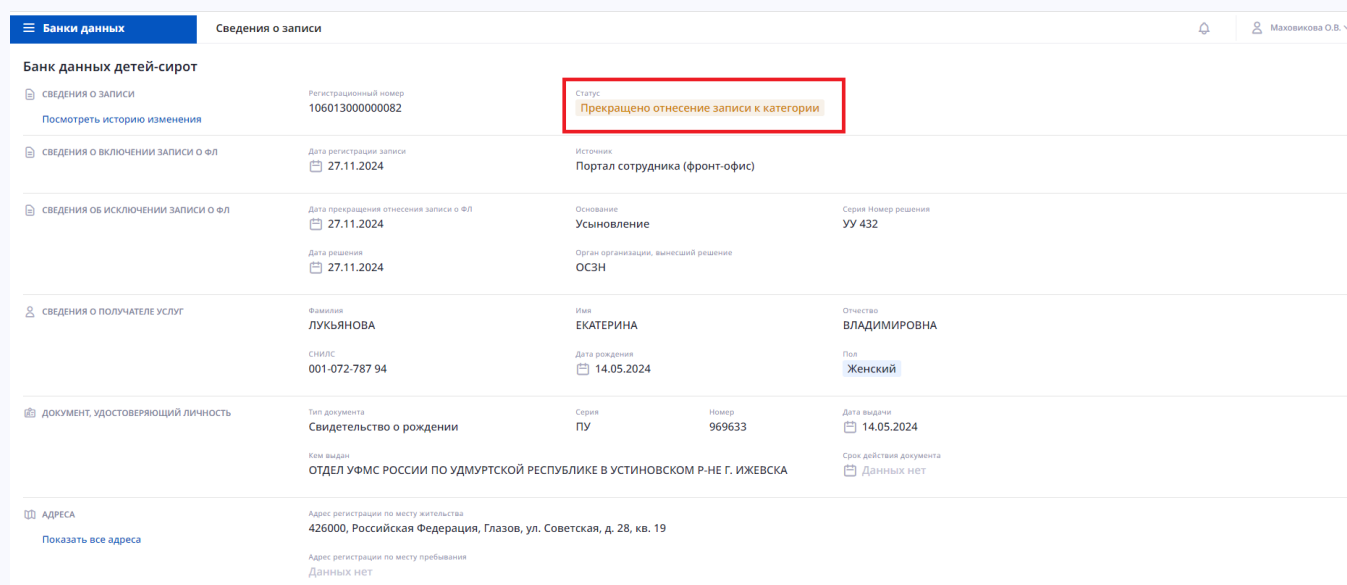 Банки данных
Сведения о записи
Маховикова О.В.
Банк данных детей-сирот
СВЕДЕНИЯ О ЗАПИСИ
Посмотреть историю изменения
Регистрационный номер
106013000000082
Статус
Прекращено отнесение записи к категории
СВЕДЕНИЯ О ВКЛЮЧЕНИИ ЗАПИСИ О ФЛ
Дата регистрации записи
27.11.2024
Источник
Портал сотрудника (фронт-офис)
СВЕДЕНИЯ ОБ ИСКЛЮЧЕНИИ ЗАПИСИ О ФЛ
Дата прекращения отнесения записи о ФЛ
27.11.2024
Основание
Усыновление
Серия Номер решения
УУ 432
Дата решения
27.11.2024
Орган организации, вынесший решение
ОСЗН
СВЕДЕНИЯ О ПОЛУЧАТЕЛЕ УСЛУГ
Фамилия
ЛУКЬЯНОВА
Имя
ЕКАТЕРИНА
Отчество
ВЛАДИМИРОВНА
СНИЛС
001-072-787 94
Дата рождения
14.05.2024
Пол
Женский
ДОКУМЕНТ, УДОСТОВЕРЯЮЩИЙ ЛИЧНОСТЬ
Тип документа
Свидетельство о рождении
Серия
ПУ
Номер
969633
Дата выдачи
14.05.2024
Кем выдан
ОТДЕЛ УФМС РОССИИ ПО УДМУРТСКОЙ РЕСПУБЛИКЕ В УСТИНОВСКОМ Р-НЕ Г. ИЖЕВСКА
Срок действия документа
Данных нет
АДРЕСА
Показать все адреса
Адрес регистрации по месту жительства
426000, Российская Федерация, Глазов, ул. Советская, д. 28, кв. 19
Адрес регистрации по месту пребывания
Данных нет